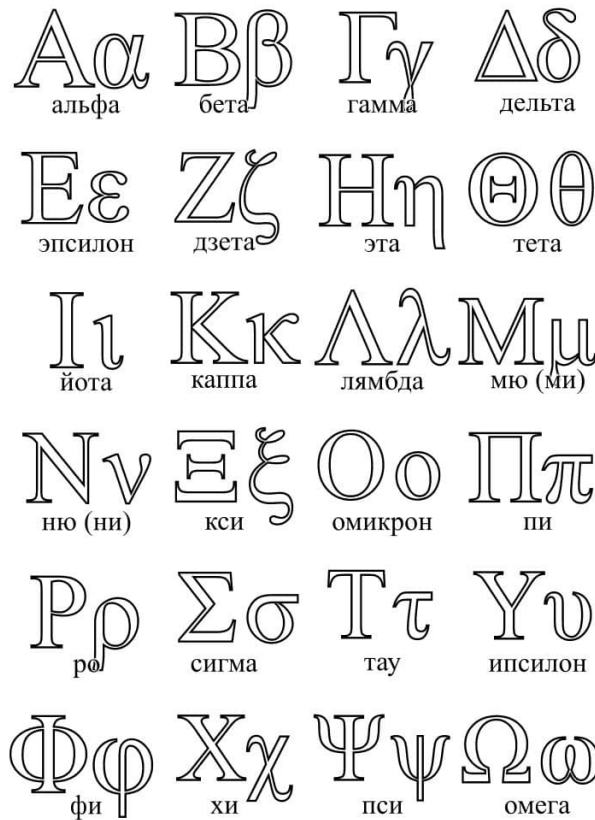 Αα Ββ Γγ Δδ
альфа бета гамма дельта
Εε Ζζ Ηη Θθ
эпсилон дзета эта тета
Ιι Κκ Λλ Μμ
йота каппа лямбда мю (ми)
Νν Ξξ Οο Ππ
ню (ни) кси омикрон пи
Ρρ Σσ Ττ Υυ
ро сигма тау ипсилон
Φφ Χχ Ψψ Ωω
фи хи пси омега